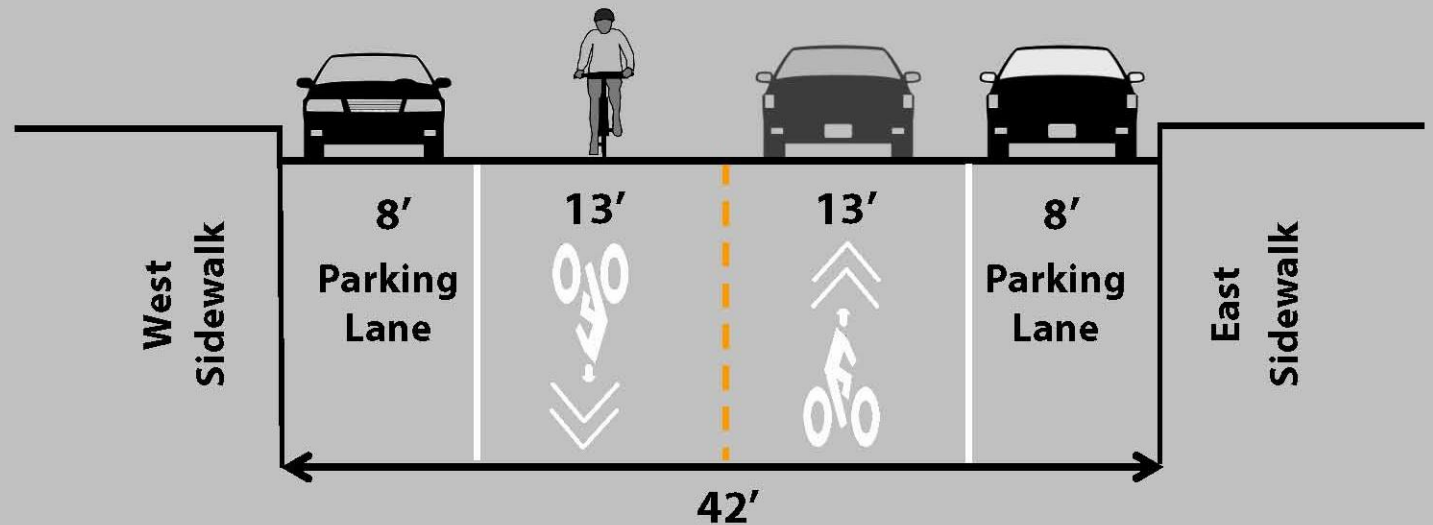 West
Sidewalk
8’
Parking
Lane
13’
13’
8’
Parking
Lane
East
Sidewalk
42’